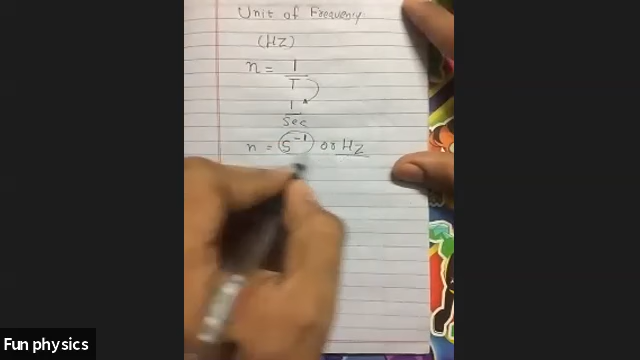 Unit of Frequency
(HZ)
n = 1
T
1
Sec
n = S⁻¹ or HZ
Fun physics